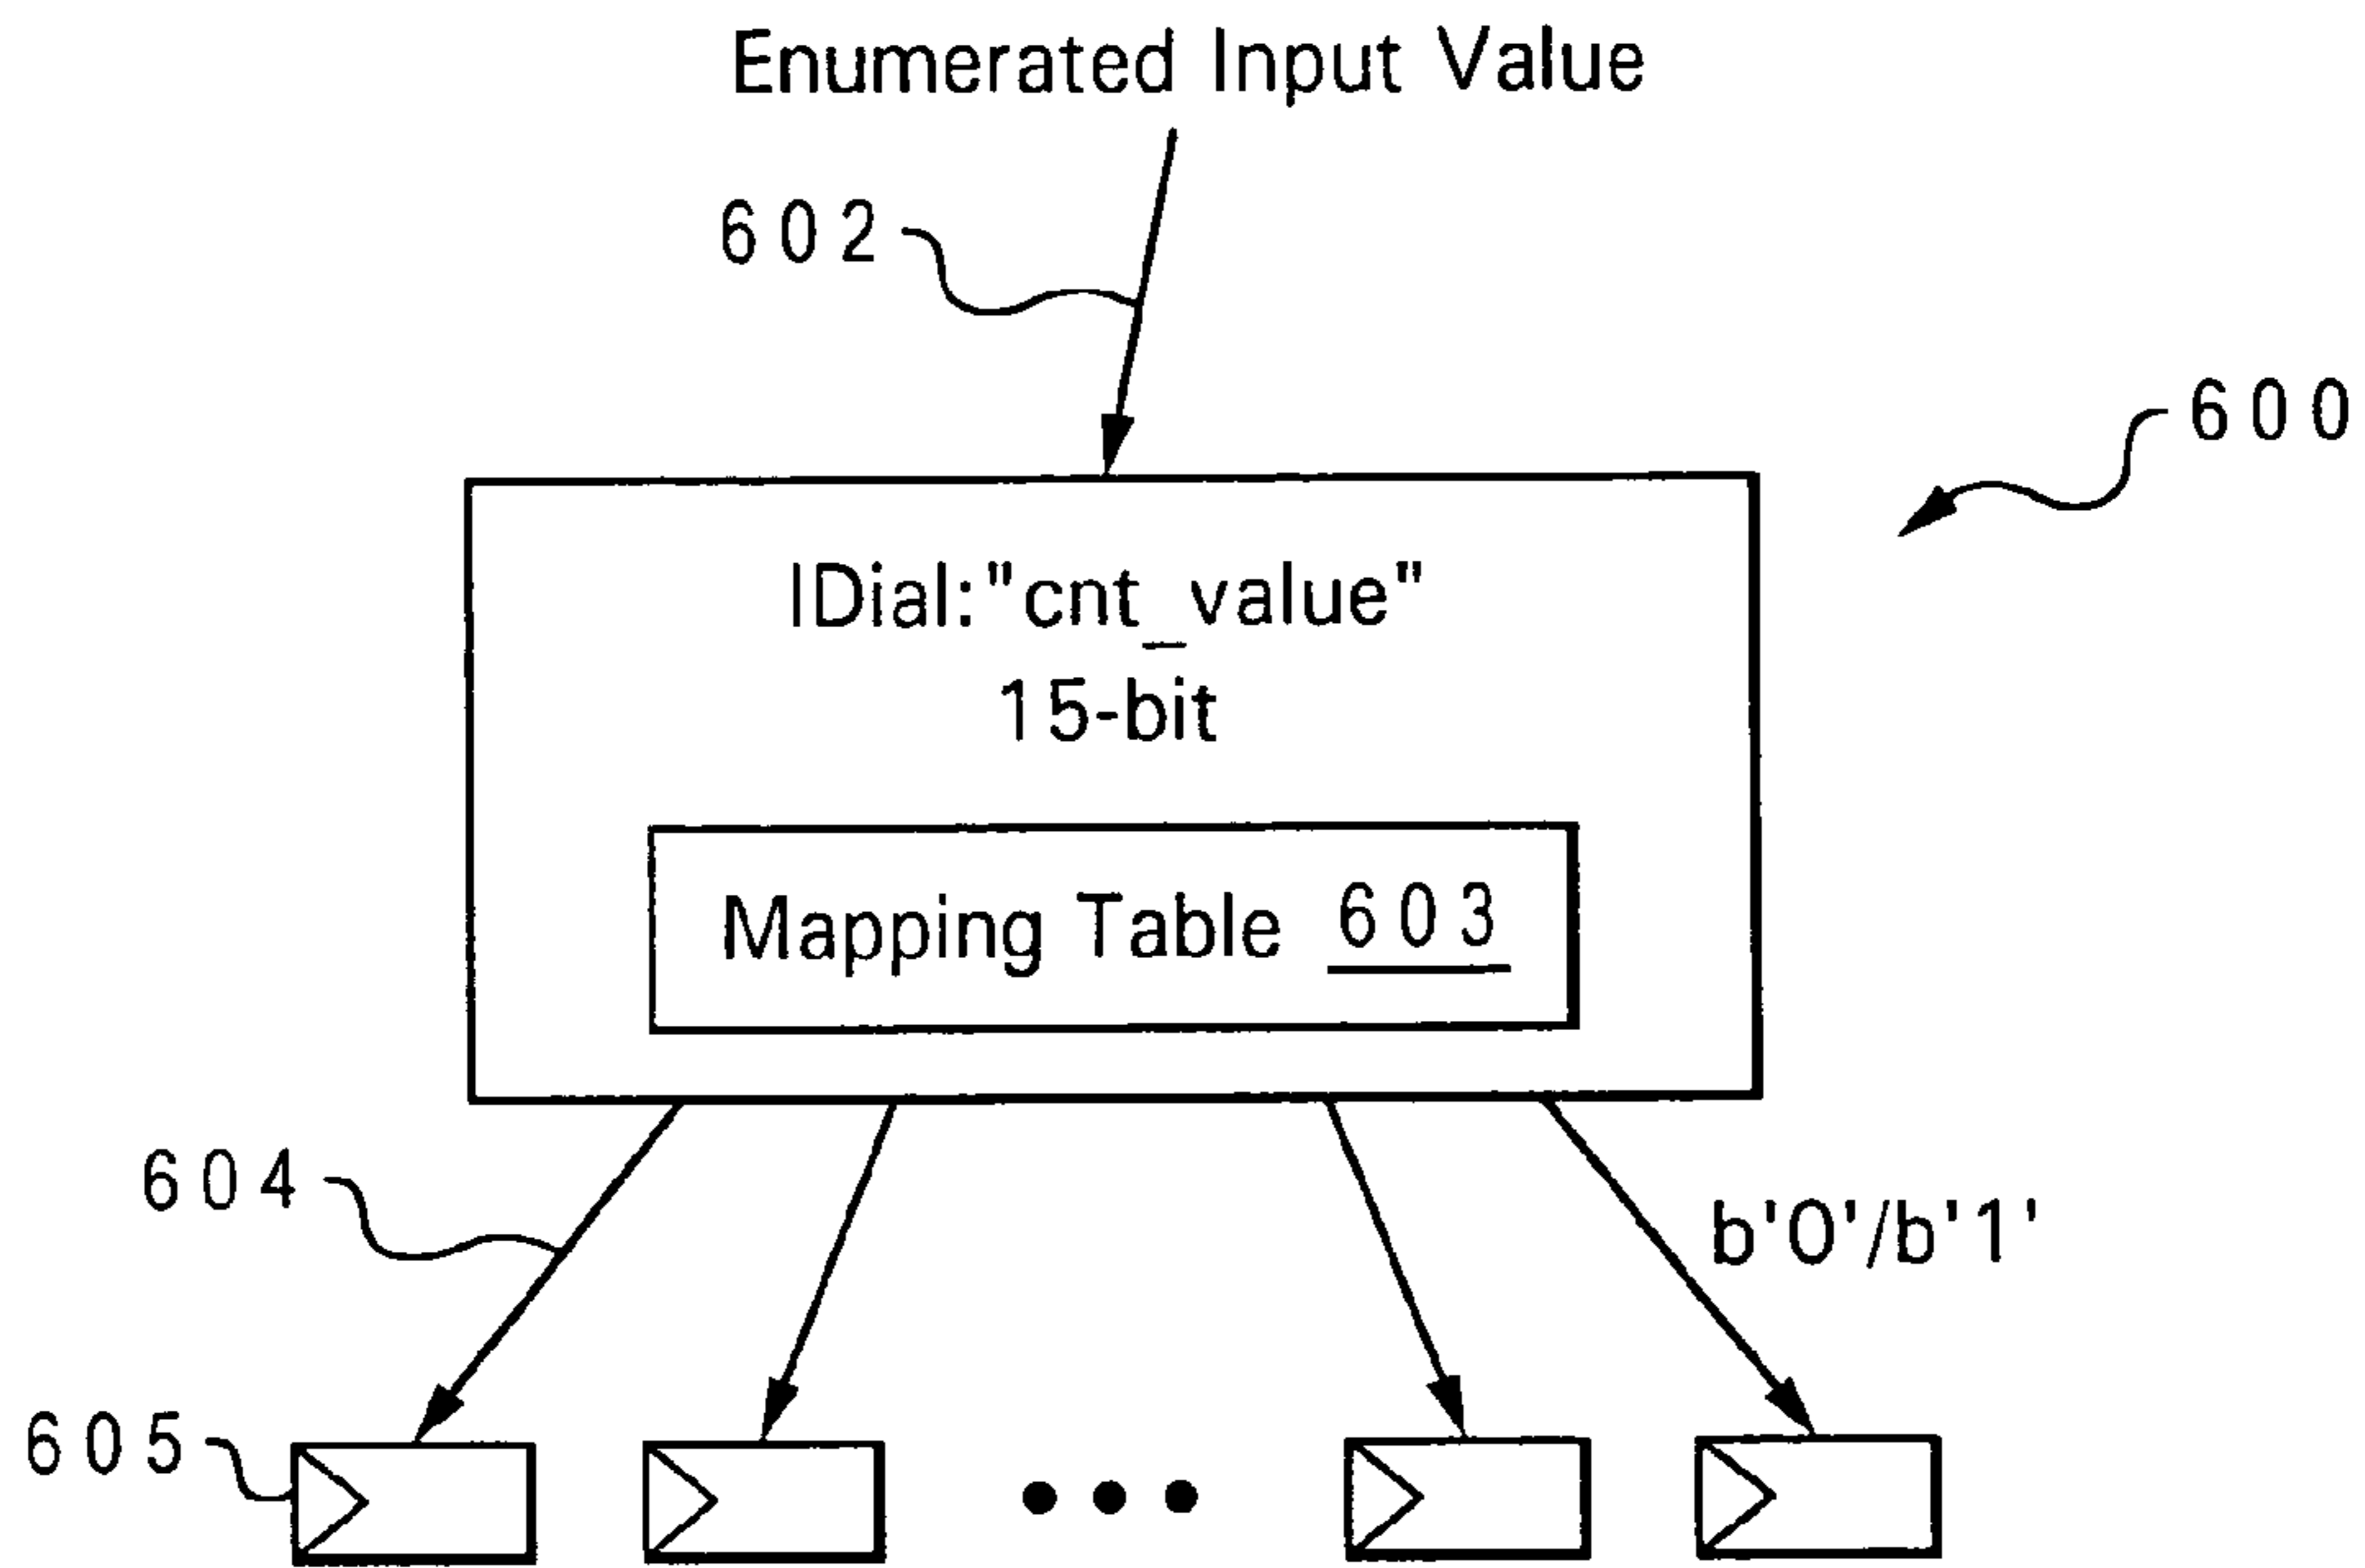 Enumerated Input Value
602
600
IDial:"cnt_value"
15-bit
Mapping Table 603
604
b'0'/b'1'
605